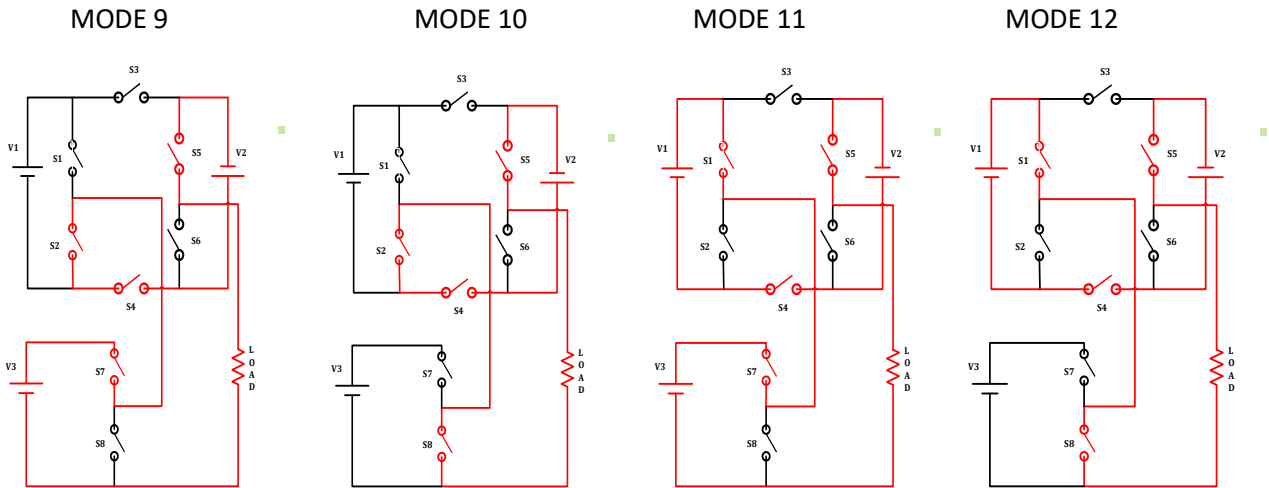 MODE 9
MODE 10
MODE 11
MODE 12
S3
V1
S1
S5
V2
S2
S6
S4
V3
S7
S8
L
O
A
D
S3
V1
S1
S5
V2
S2
S6
S4
V3
S7
S8
L
O
A
D
S3
V1
S1
S5
V2
S2
S6
S4
V3
S7
S8
L
O
A
D
S3
V1
S1
S5
V2
S2
S6
S4
V3
S7
S8
L
O
A
D